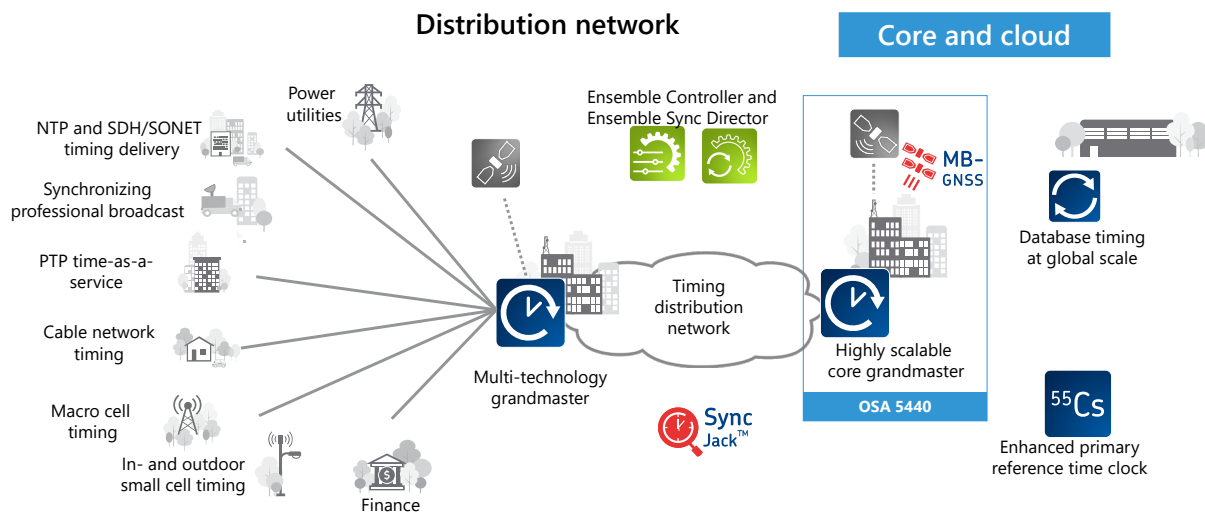 Distribution network
Core and cloud
Power
utilities
NTP and SDH/SONET
timing delivery
Synchronizing
professional broadcast
PTP time-as-a-
service
Cable network
timing
Macro cell
timing
In- and outdoor
small cell timing
Finance
Multi-technology
grandmaster
Ensemble Controller and
Ensemble Sync Director
Timing
distribution
network
Sync
Jack™
MB-
GNSS
Highly scalable
core grandmaster
OSA 5440
Database timing
at global scale
⁵⁵Cs
Enhanced primary
reference time clock